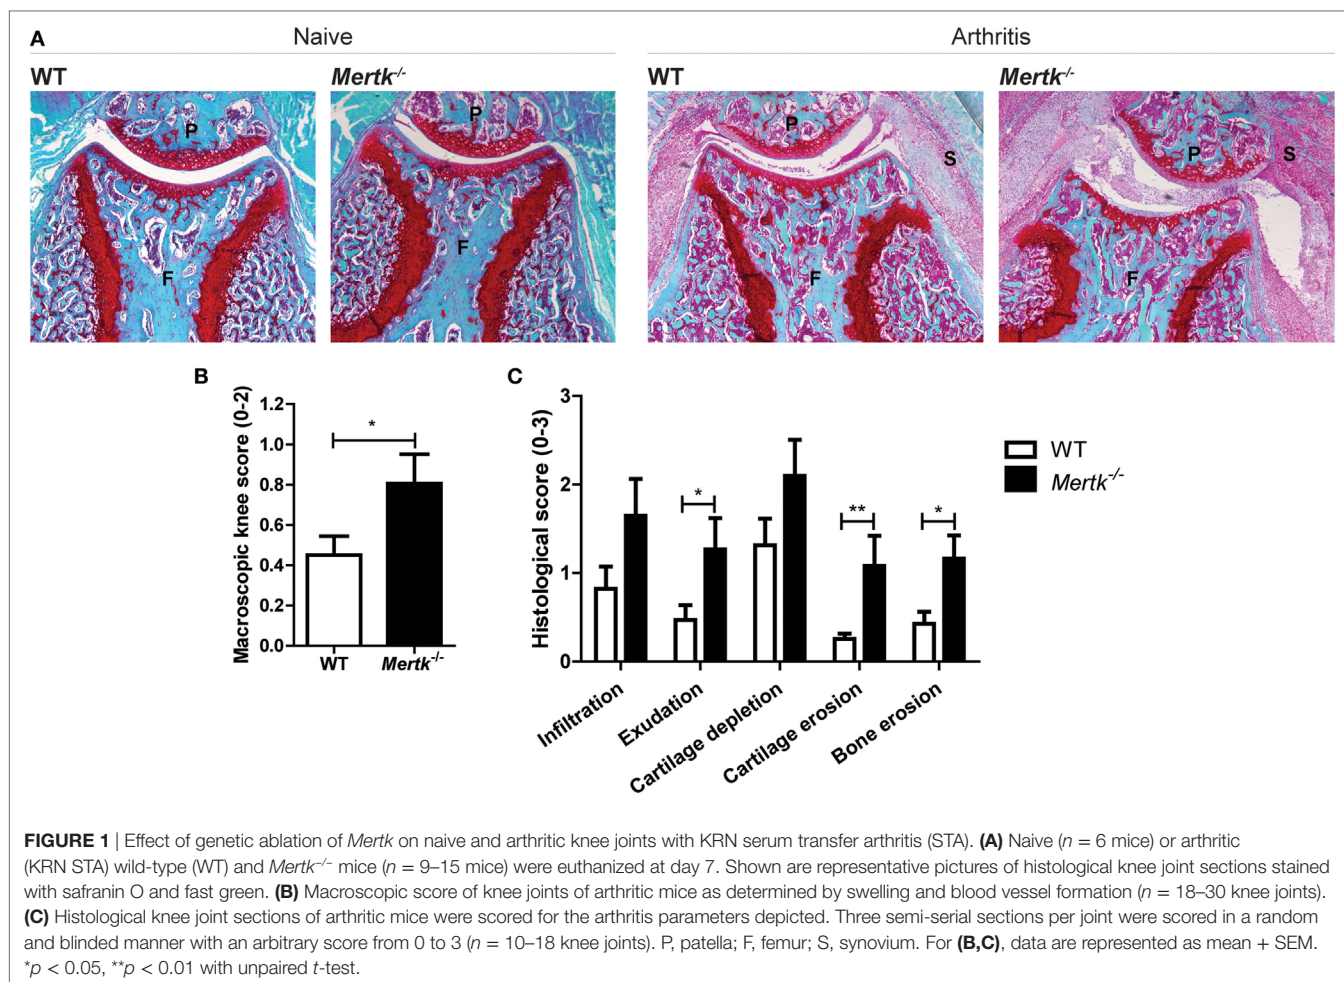 A
Naive
Arthritis
WT
Mertk-/-
WT
Mertk-/-
P
F
P
F
P
S
F
P
S
F
B
Macroscopic knee score (0-2)
1.2
1.0
0.8
0.6
0.4
0.2
0.0
*
WT
Mertk-/-
C
Histological score (0-3)
3
2
1
0
*
**
*
Infiltration
Exudation
Cartilage depletion
Cartilage erosion
Bone erosion
WT
Mertk-/-
FIGURE 1 | Effect of genetic ablation of Mertk on naive and arthritic knee joints with KRN serum transfer arthritis (STA). (A) Naive (n = 6 mice) or arthritic
(KRN STA) wild-type (WT) and Mertk−/− mice (n = 9–15 mice) were euthanized at day 7. Shown are representative pictures of histological knee joint sections stained
with safranin O and fast green. (B) Macroscopic score of knee joints of arthritic mice as determined by swelling and blood vessel formation (n = 18–30 knee joints).
(C) Histological knee joint sections of arthritic mice were scored for the arthritis parameters depicted. Three semi-serial sections per joint were scored in a random
and blinded manner with an arbitrary score from 0 to 3 (n = 10–18 knee joints). P, patella; F, femur; S, synovium. For (B,C), data are represented as mean + SEM.
*p < 0.05, **p < 0.01 with unpaired t-test.